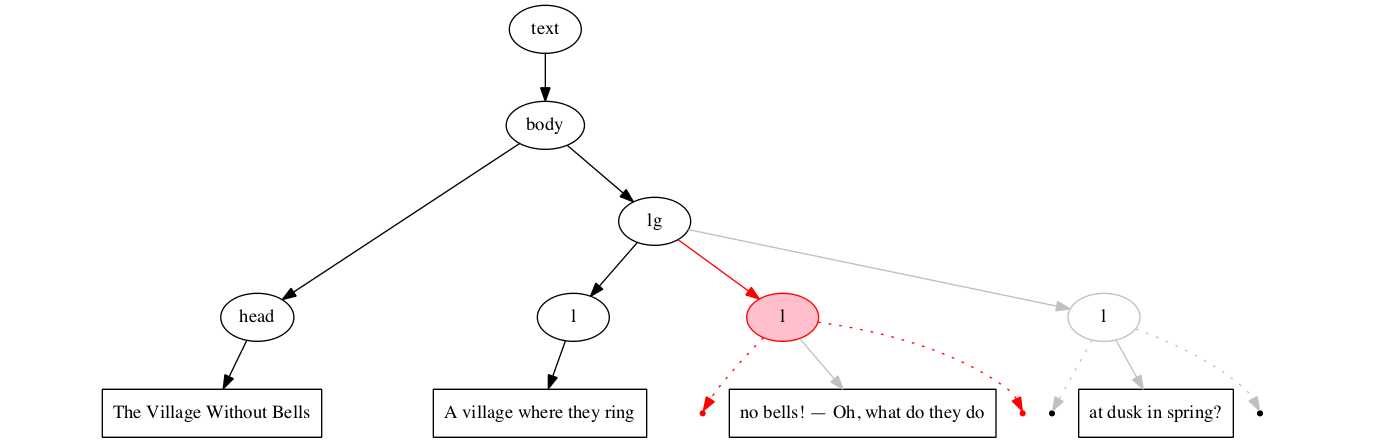 text
body
lg
head
l
l
l
The Village Without Bells
A village where they ring
no bells! — Oh, what do they do
at dusk in spring?